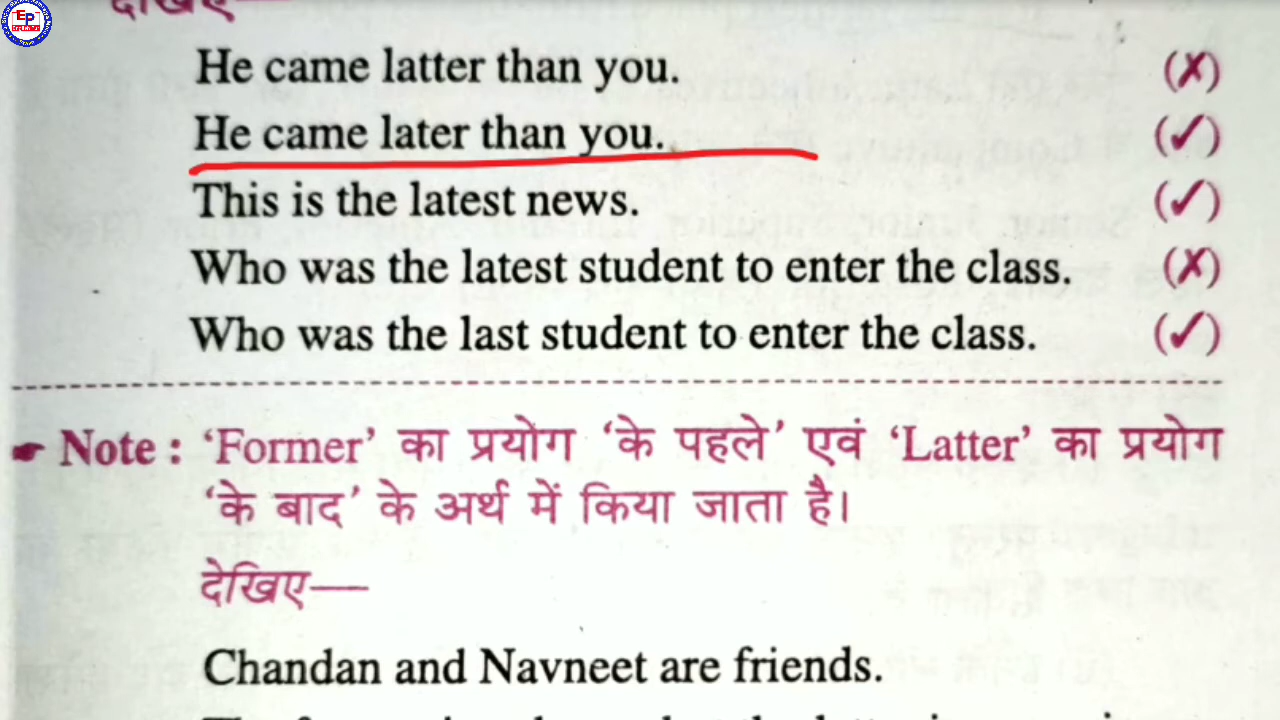 देखिए—
Ep
He came latter than you. (✗)
He came later than you. (✓)
This is the latest news. (✓)
Who was the latest student to enter the class. (✗)
Who was the last student to enter the class. (✓)
☛ Note : ‘Former’ का प्रयोग ‘के पहले’ एवं ‘Latter’ का प्रयोग
‘के बाद’ के अर्थ में किया जाता है।
देखिए—
Chandan and Navneet are friends.